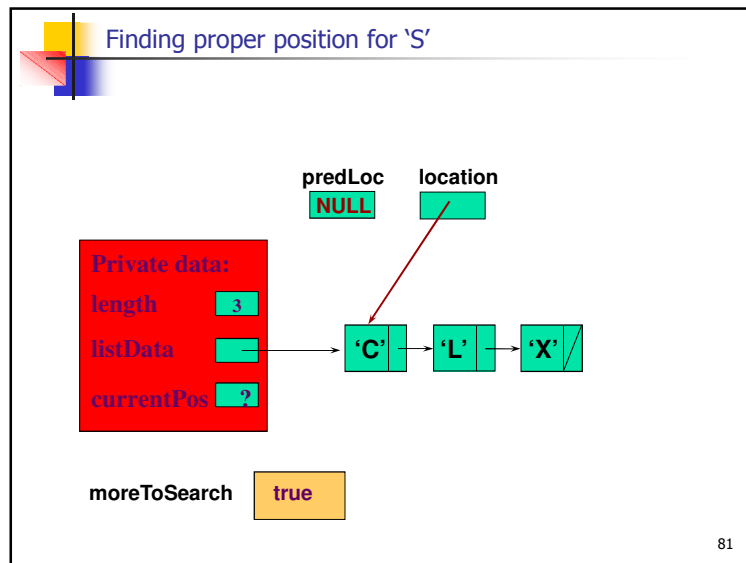 Finding proper position for ‘S’
predLoc location
NULL
Private data:
length 3
listData
‘C’ ‘L’ ‘X’
currentPos ?
moreToSearch true
81